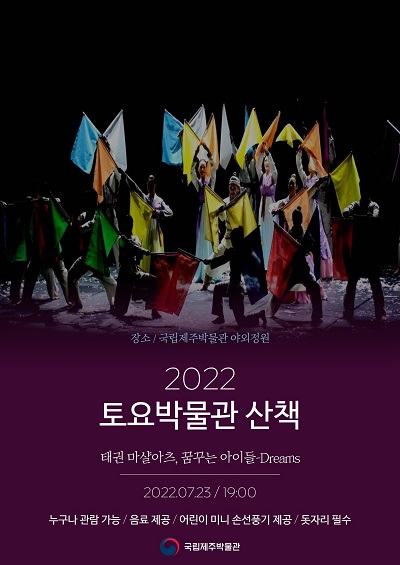 장소 / 국립제주박물관 야외정원
2022
토요박물관 산책
태권 마샬아츠, 꿈꾸는 아이들-Dreams
2022.07.23 / 19:00
누구나 관람 가능 / 음료 제공 / 어린이 미니 손선풍기 제공 / 돗자리 필수
국립제주박물관